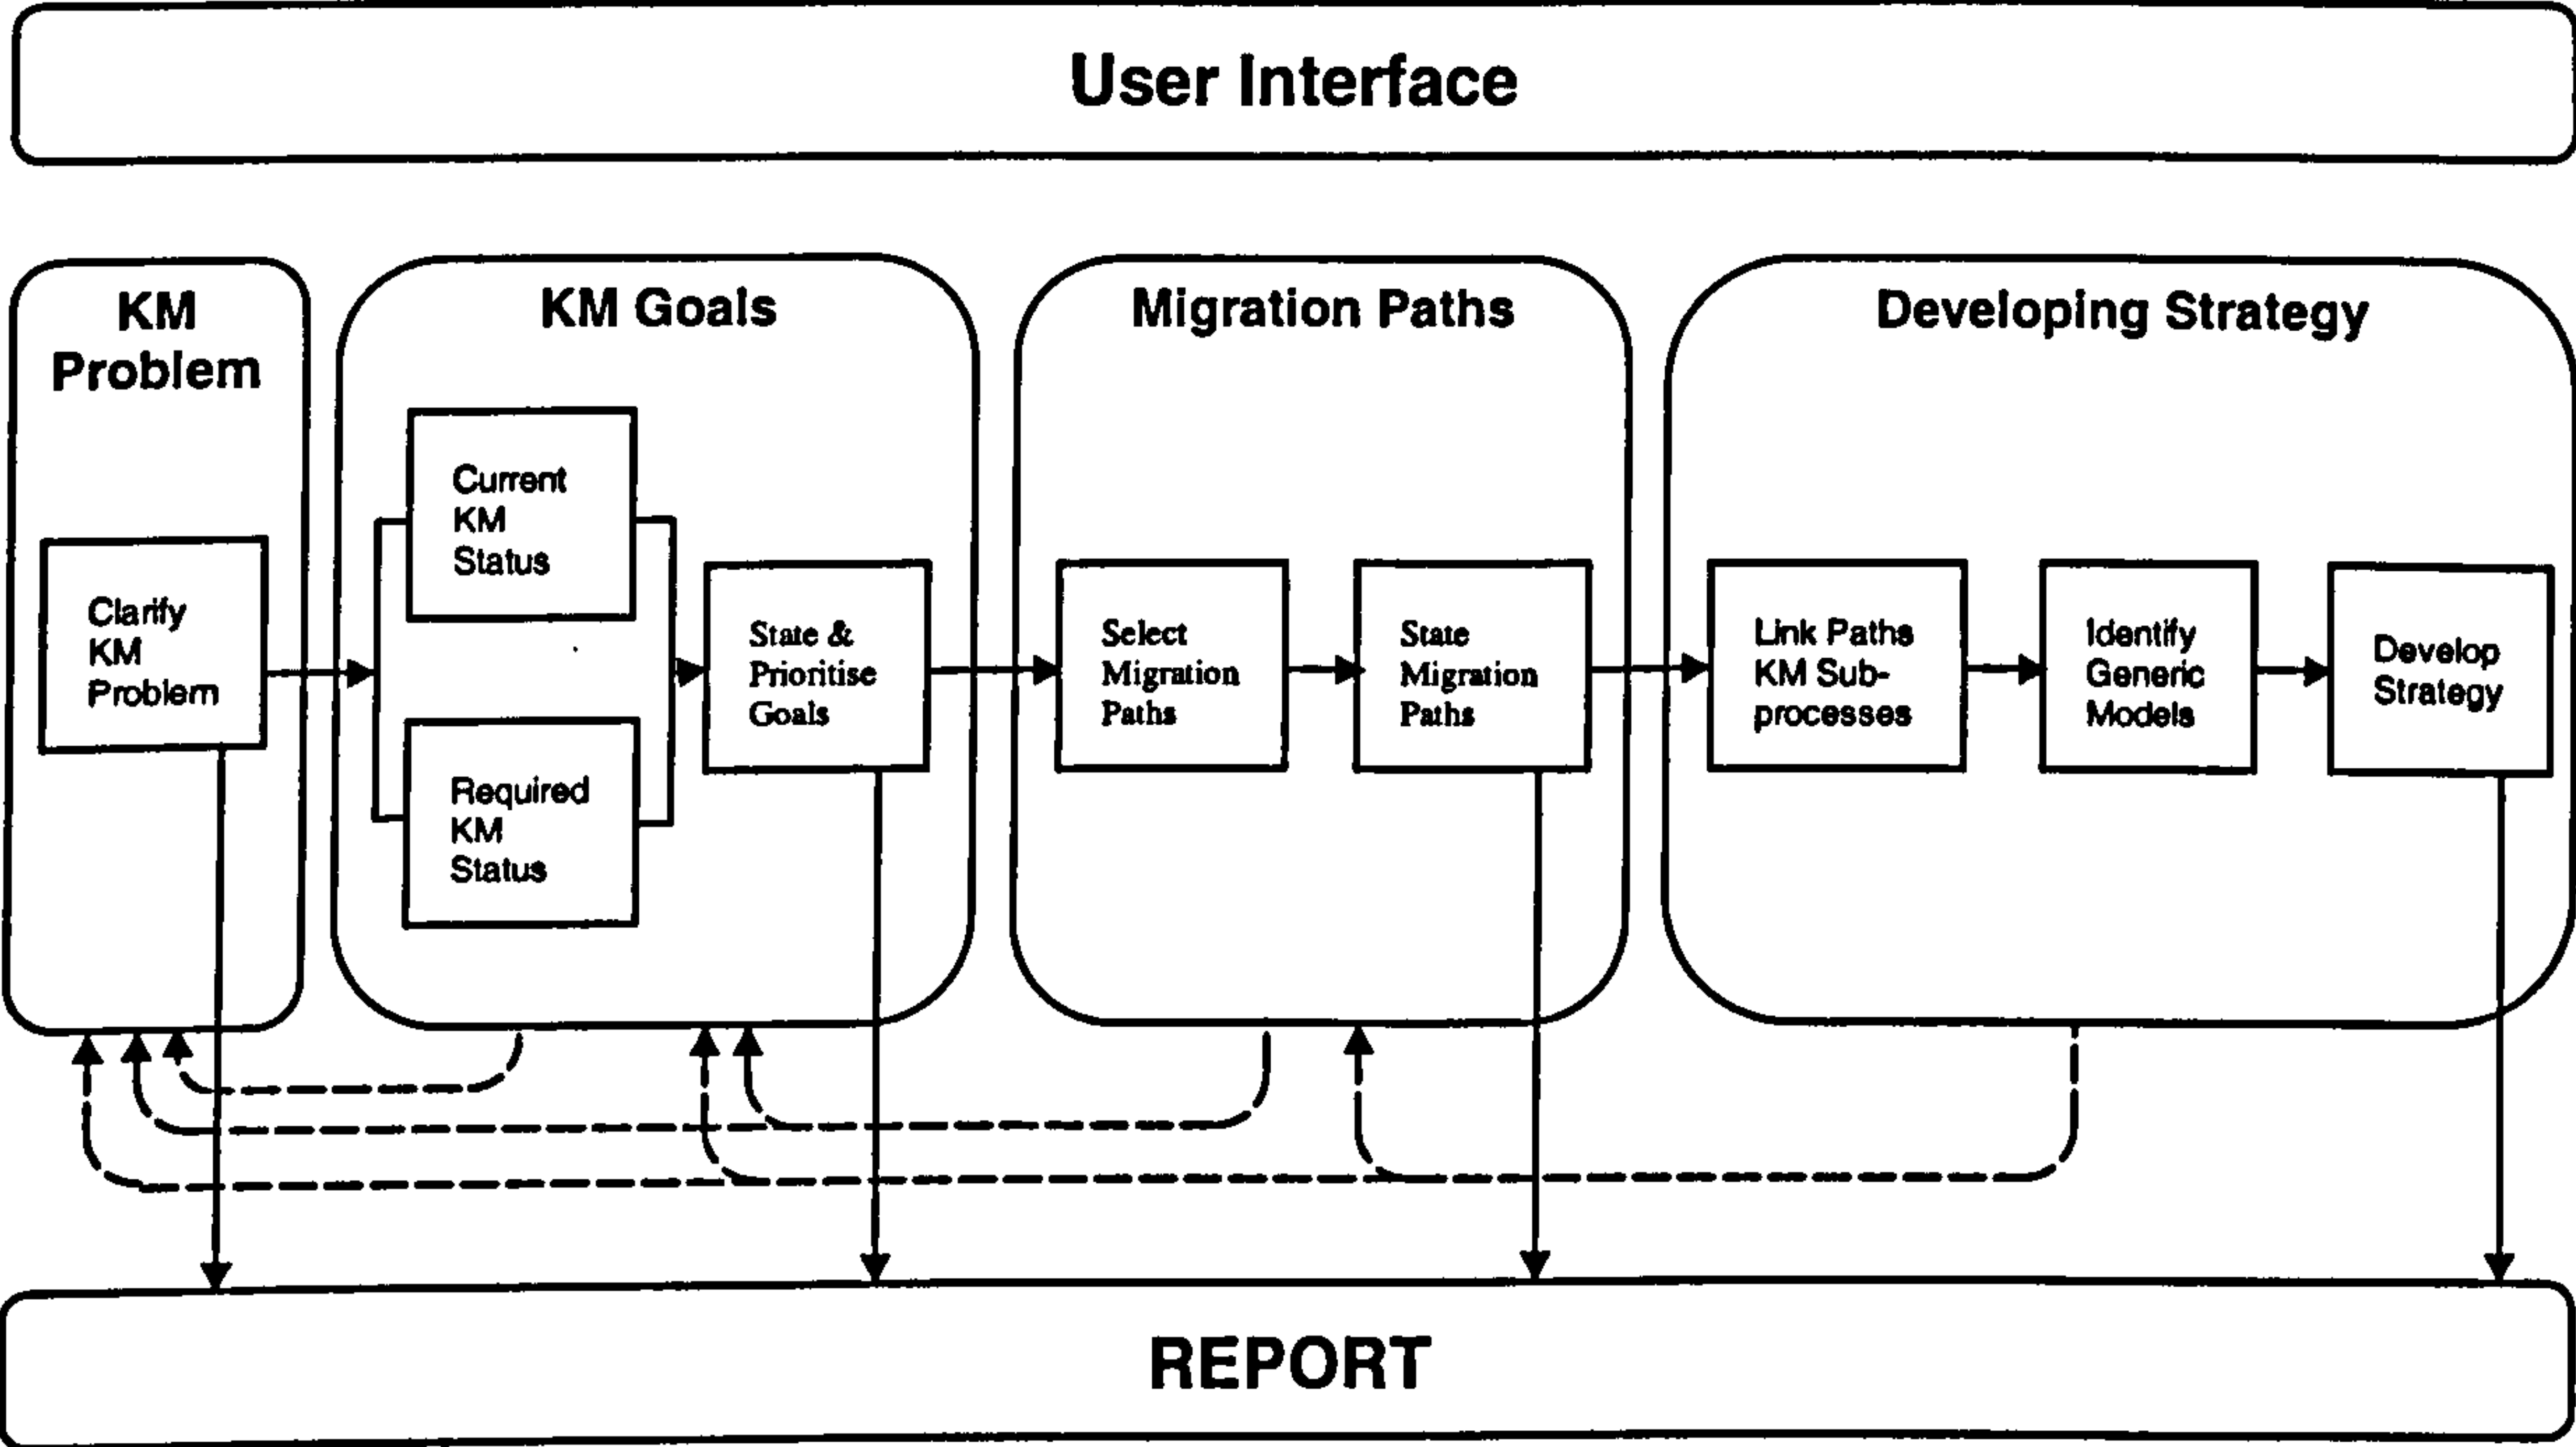 User Interface
KM
Problem
Clarify
KM
Problem
KM Goals
Current
KM
Status
Required
KM
Status
State &
Prioritise
Goals
Migration Paths
Select
Migration
Paths
State
Migration
Paths
Developing Strategy
Link Paths
KM Sub-
processes
Identify
Generic
Models
Develop
Strategy
REPORT